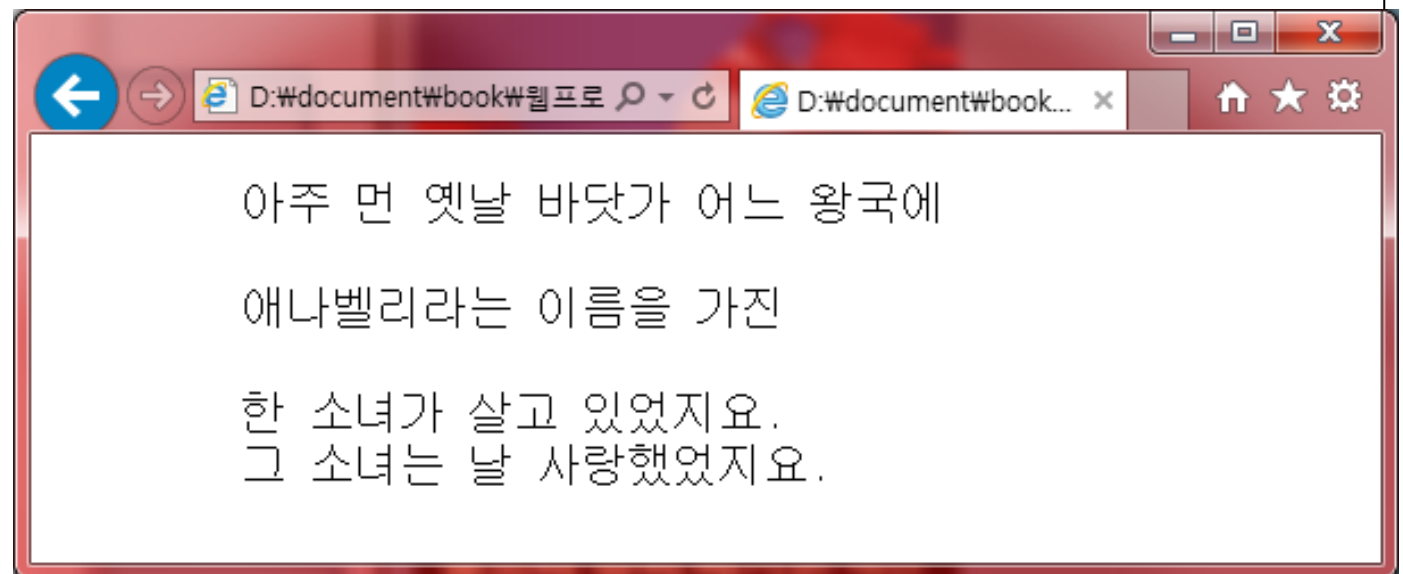 D:₩document₩book₩웹프로
D:₩document₩book...
아주 먼 옛날 바닷가 어느 왕국에
애나벨리라는 이름을 가진
한 소녀가 살고 있었지요.
그 소녀는 날 사랑했었지요.